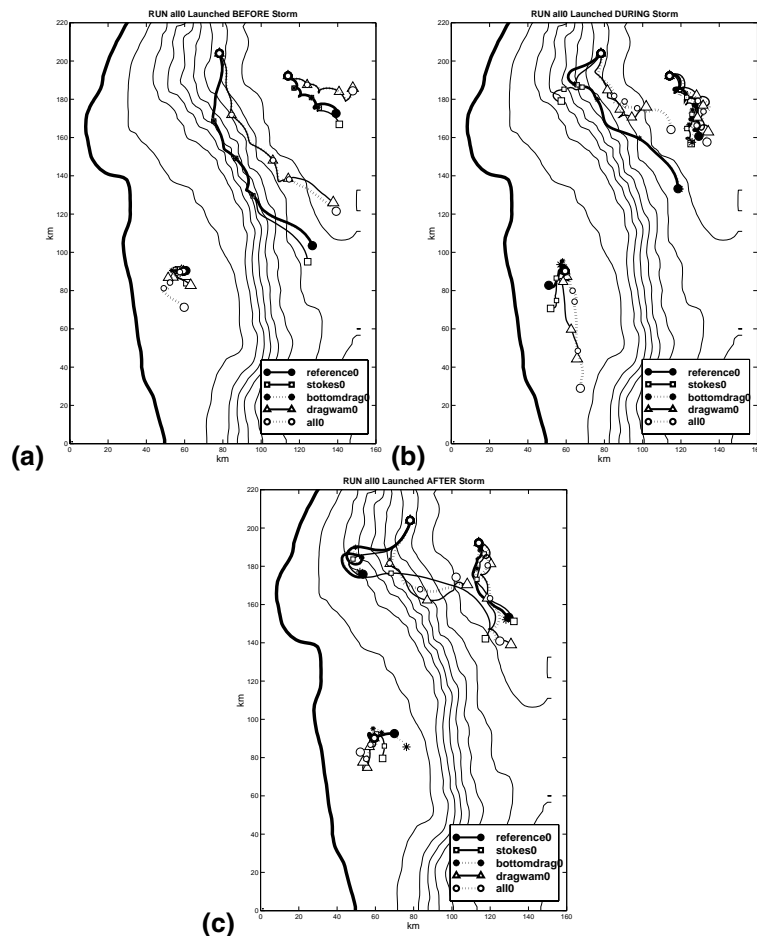 RUN all0 Launched BEFORE Storm
220
200
180
160
140
120
100
80
60
40
20
0
km
0 20 40 60 80 100 120 140 160
km
reference0
stokes0
bottomdrag0
dragwam0
all0
(a)
RUN all0 Launched DURING Storm
220
200
180
160
140
120
100
80
60
40
20
0
km
0 20 40 60 80 100 120 140 160
km
reference0
stokes0
bottomdrag0
dragwam0
all0
(b)
RUN all0 Launched AFTER Storm
220
200
180
160
140
120
100
80
60
40
20
0
km
0 20 40 60 80 100 120 140 160
km
reference0
stokes0
bottomdrag0
dragwam0
all0
(c)